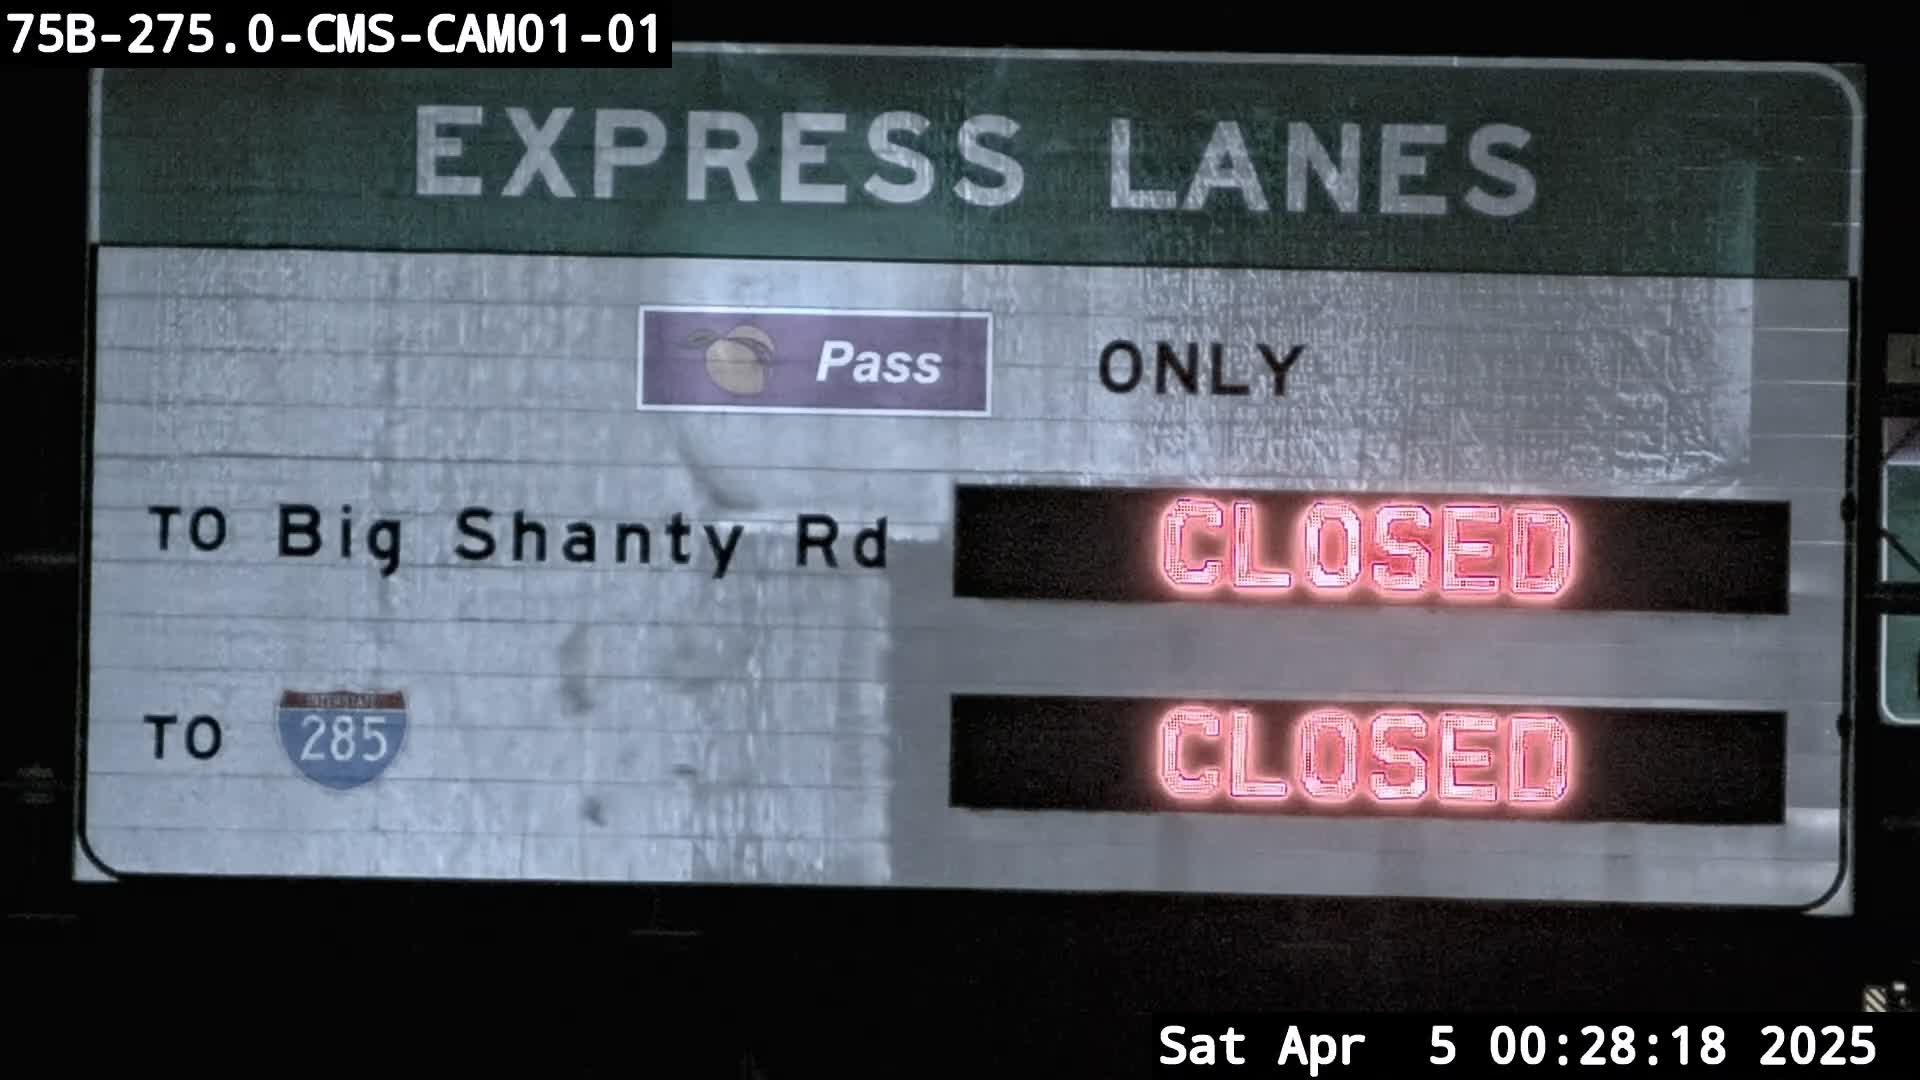 75B-275.0-CMS-CAM01-01
EXPRESS LANES
Pass ONLY
TO Big Shanty Rd CLOSED
TO INTERSTATE 285 CLOSED
Sat Apr 5 00:28:18 2025